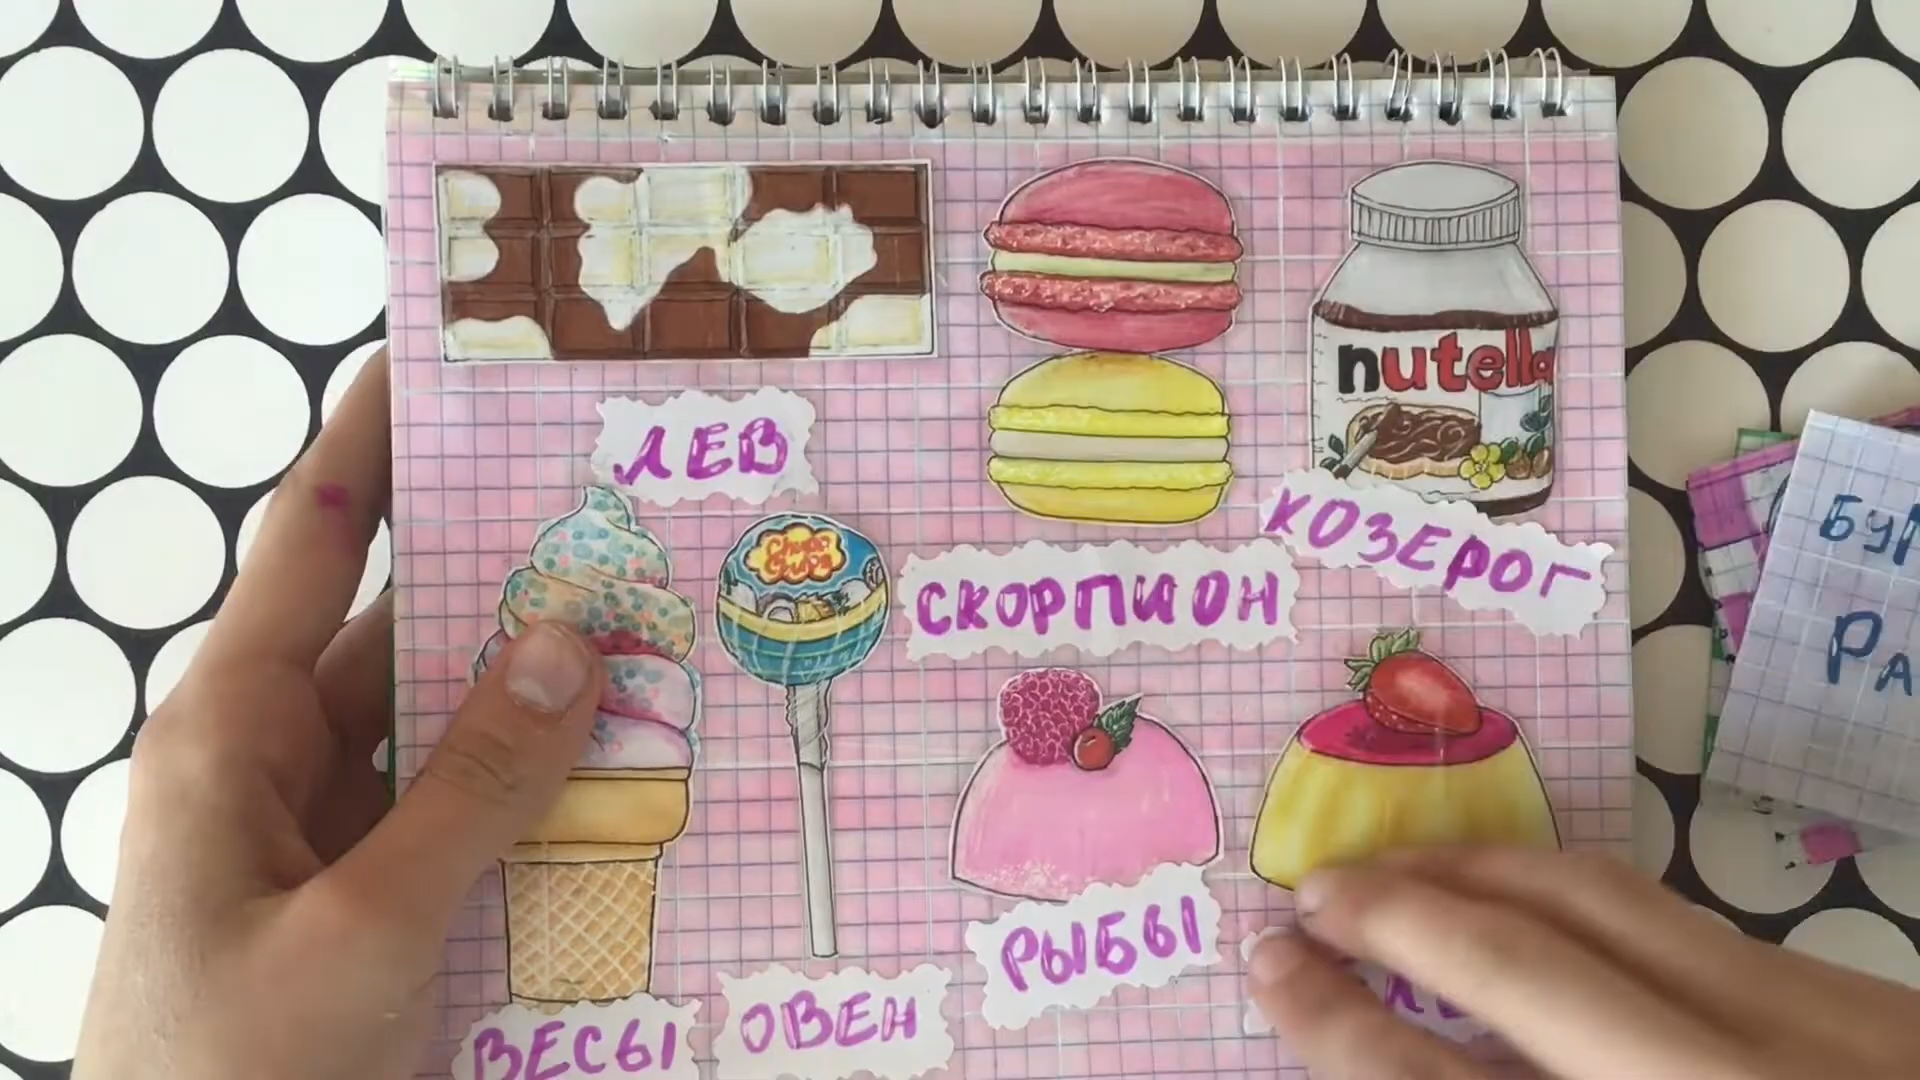 nutella
ЛЕВ
КОЗЕРОГ
Chupa
Chups
СКОРПИОН
РЫБЫ
ВЕСЫ
ОВЕН